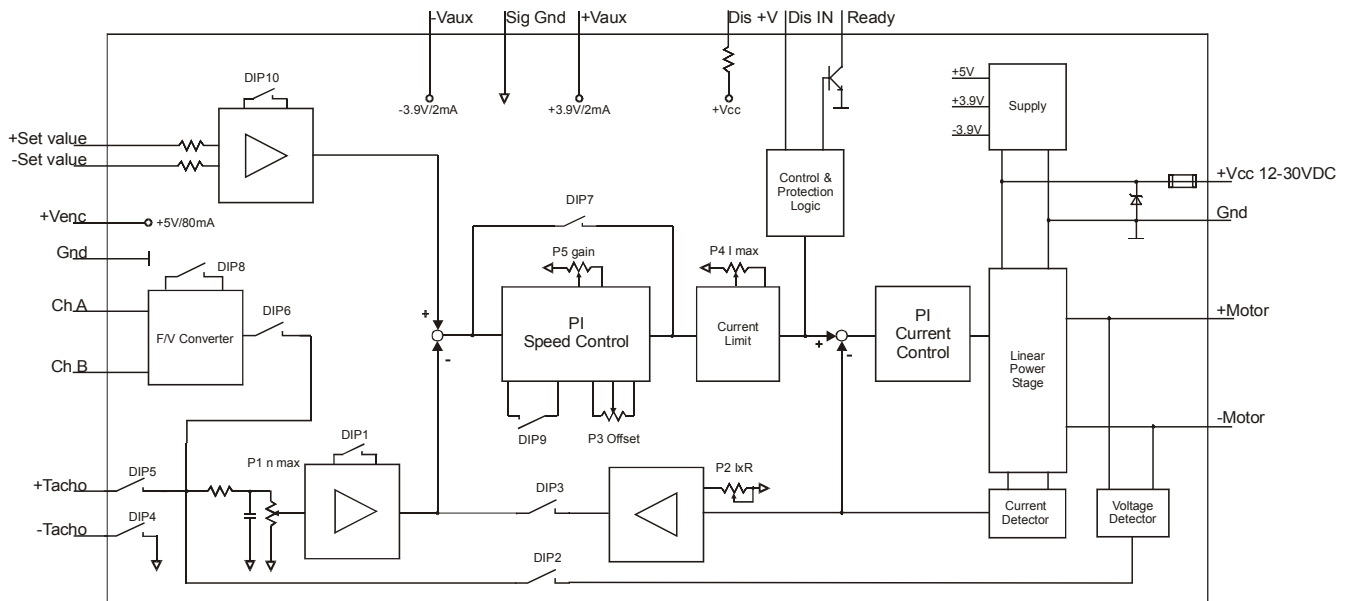 -Vaux
Sig Gnd
+Vaux
Dis +V
Dis IN
Ready
DIP10
-3.9V/2mA
+3.9V/2mA
+Vcc
+5V
+3.9V
-3.9V
Supply
+Set value
-Set value
Control &
Protection
Logic
+Vcc 12-30VDC
Gnd
+Venc
+5V/80mA
DIP7
Gnd
DIP8
P5 gain
P4 I max
Ch A
DIP6
F/V Converter
+
PI
Speed Control
Current
Limit
+
-
-
PI
Current
Control
Linear
Power
Stage
+Motor
Ch B
DIP9
P3 Offset
-Motor
DIP1
P1 n max
+Tacho
DIP5
DIP3
P2 IxR
Current
Detector
Voltage
Detector
-Tacho
DIP4
DIP2